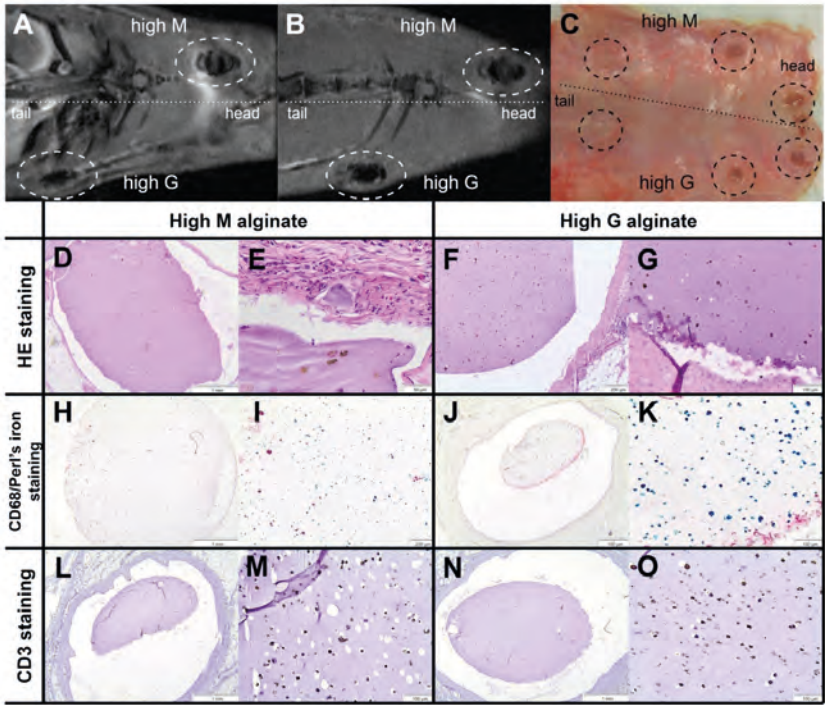 A
high M
tail
head
high G
B
high M
tail
head
high G
C
high M
head
tail
high G
High M alginate
High G alginate
HE staining
D
E
F
G
CD68/Perl's iron
staining
H
I
J
K
CD3 staining
L
M
N
O